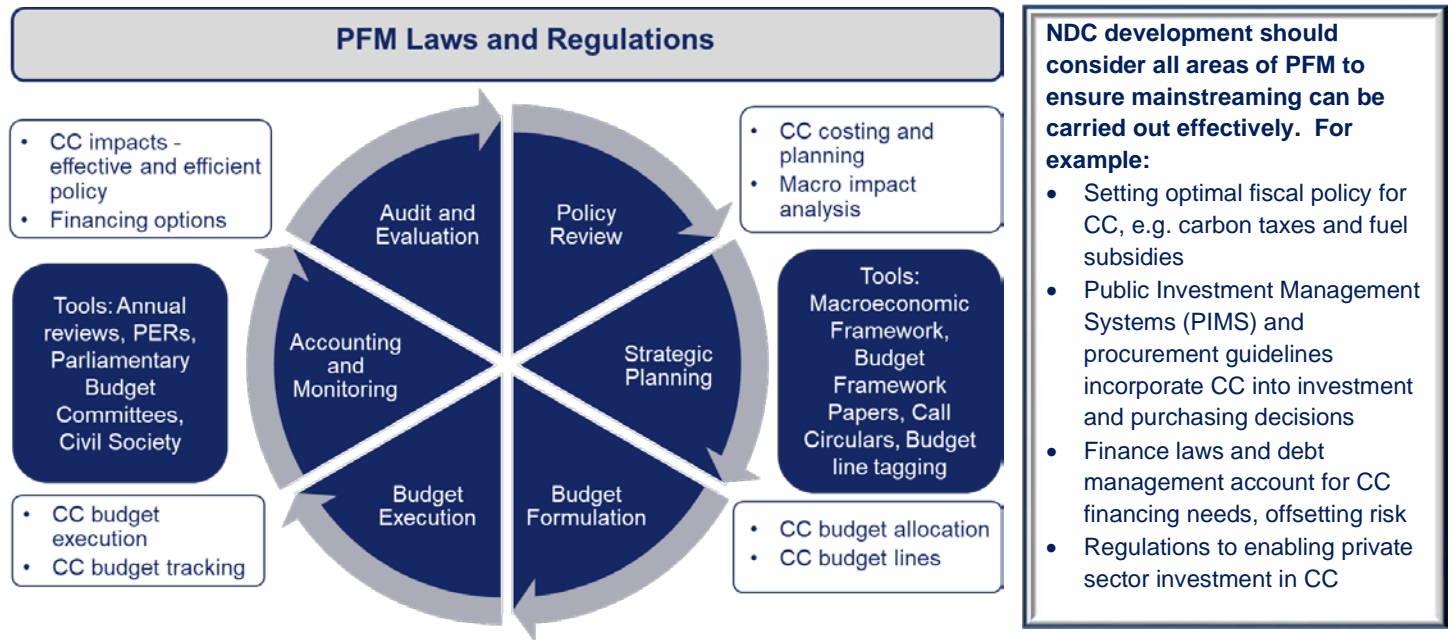 PFM Laws and Regulations
• CC impacts -
effective and efficient
policy
• Financing options
Tools: Annual
reviews, PERs,
Parliamentary
Budget
Committees,
Civil Society
• CC budget
execution
• CC budget tracking
Audit and
Evaluation
Policy
Review
Accounting
and
Monitoring
Strategic
Planning
Budget
Execution
Budget
Formulation
• CC costing and
planning
• Macro impact
analysis
Tools:
Macroeconomic
Framework,
Budget
Framework
Papers, Call
Circulars, Budget
line tagging
• CC budget allocation
• CC budget lines
NDC development should
consider all areas of PFM to
ensure mainstreaming can be
carried out effectively.  For
example:
• Setting optimal fiscal policy for
CC, e.g. carbon taxes and fuel
subsidies
• Public Investment Management
Systems (PIMS) and
procurement guidelines
incorporate CC into investment
and purchasing decisions
• Finance laws and debt
management account for CC
financing needs, offsetting risk
• Regulations to enabling private
sector investment in CC